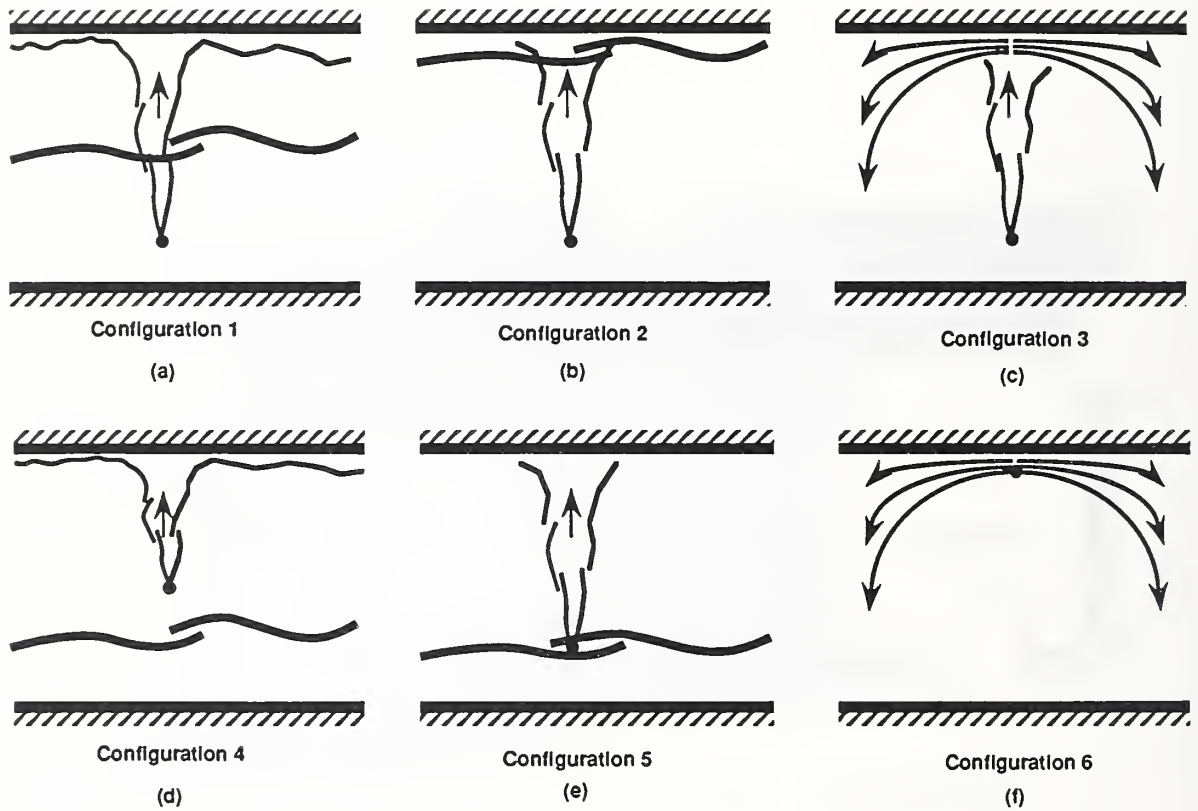 Configuration 1
(a)
Configuration 2
(b)
Configuration 3
(c)
Configuration 4
(d)
Configuration 5
(e)
Configuration 6
(f)